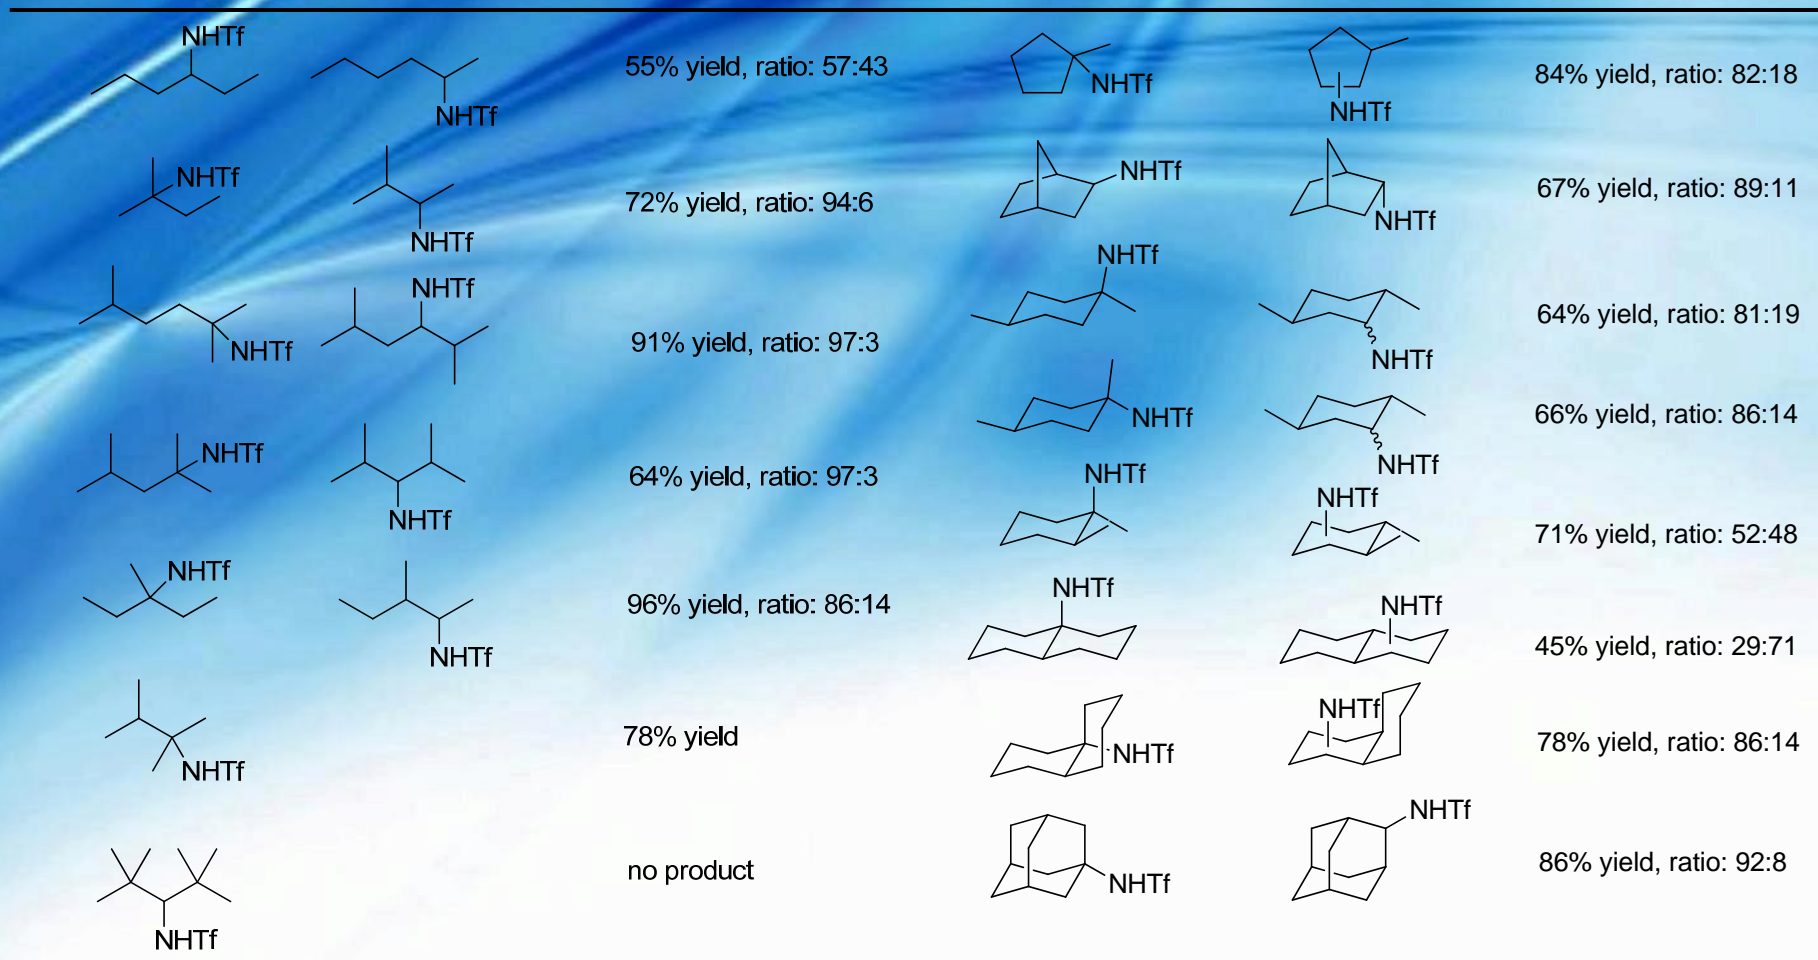 NHTf
NHTf
55% yield, ratio: 57:43
NHTf
NHTf
72% yield, ratio: 94:6
NHTf
NHTf
91% yield, ratio: 97:3
NHTf
NHTf
64% yield, ratio: 97:3
NHTf
NHTf
96% yield, ratio: 86:14
NHTf
78% yield
NHTf
no product
NHTf
NHTf
84% yield, ratio: 82:18
NHTf
NHTf
67% yield, ratio: 89:11
NHTf
NHTf
64% yield, ratio: 81:19
NHTf
NHTf
66% yield, ratio: 86:14
NHTf
NHTf
71% yield, ratio: 52:48
NHTf
NHTf
45% yield, ratio: 29:71
NHTf
NHTf
78% yield, ratio: 86:14
NHTf
NHTf
86% yield, ratio: 92:8